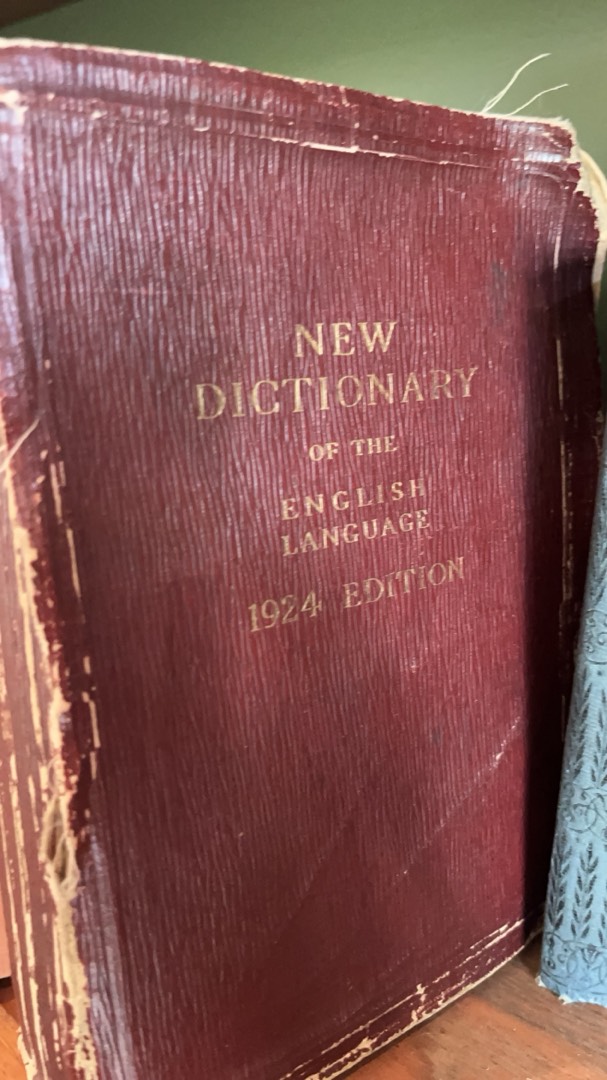 NEW
DICTIONARY
OF THE
ENGLISH
LANGUAGE
1924 EDITION